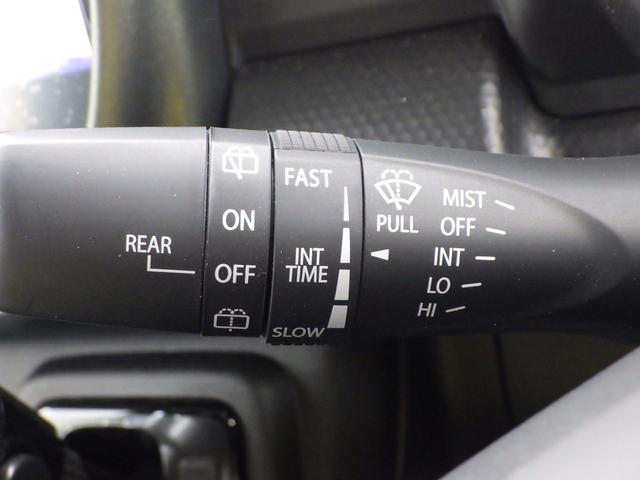 REAR
ON
OFF
FAST
INT
TIME
SLOW
PULL
MIST
OFF
INT
LO
HI